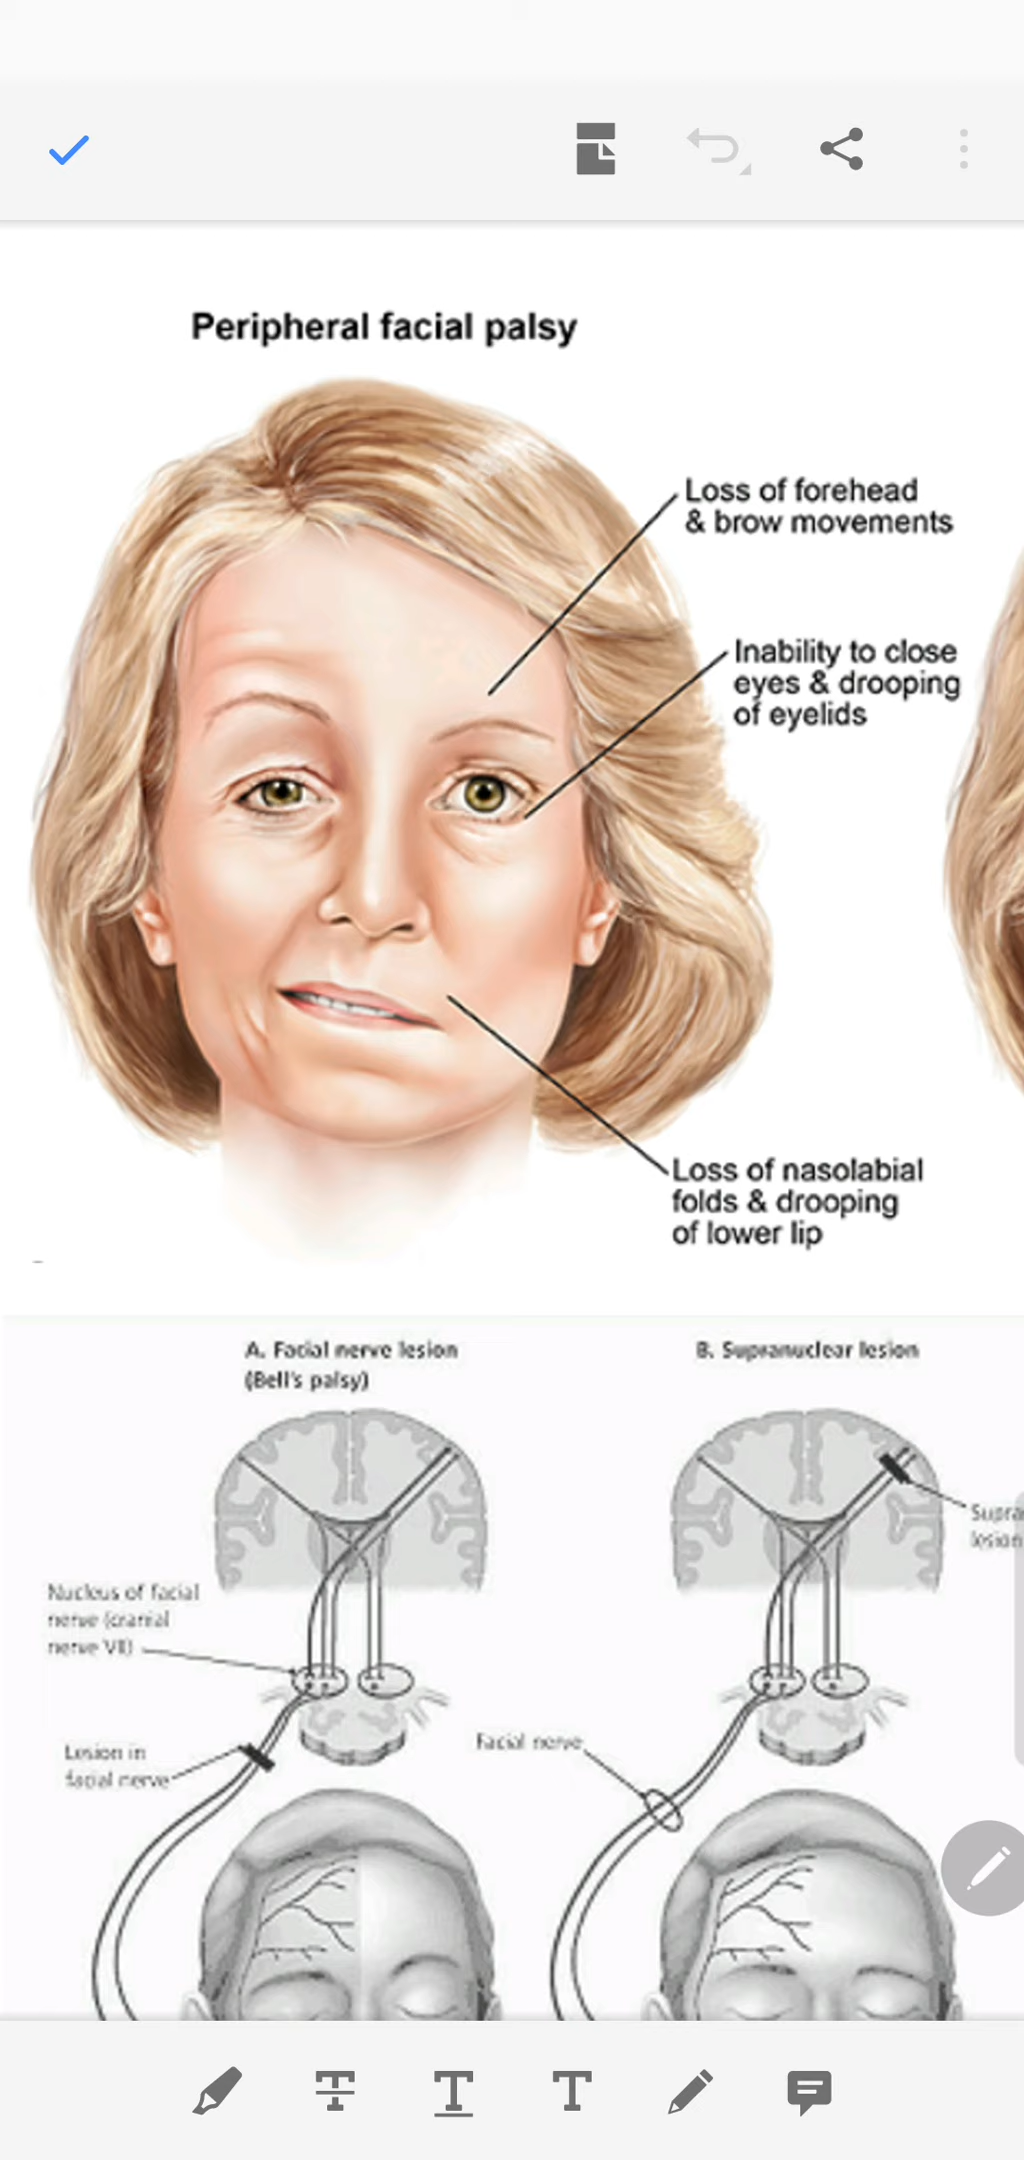 Peripheral facial palsy
Loss of forehead
& brow movements
Inability to close
eyes & drooping
of eyelids
Loss of nasolabial
folds & drooping
of lower lip
A. Facial nerve lesion
(Bell's palsy)
B. Supranuclear lesion
Supra
lesion
Nucleus of facial
nerve (cranial
nerve VII)
Lesion in
facial nerve
Facial nerve